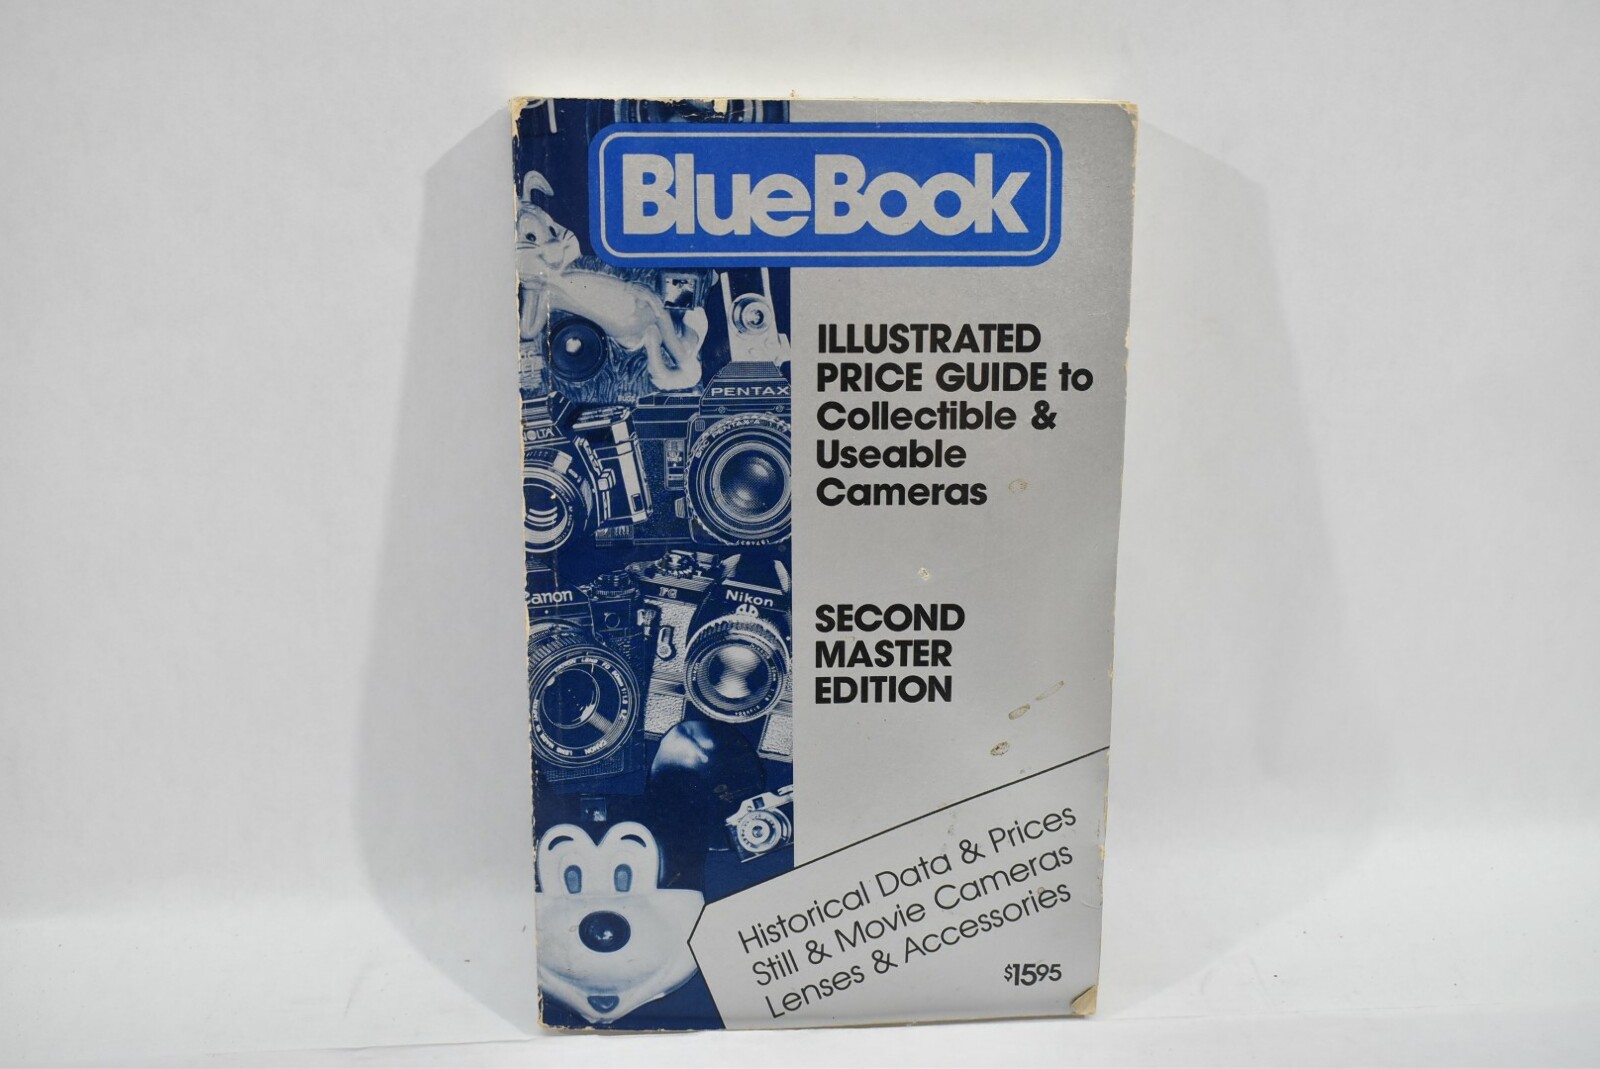 BlueBook
ILLUSTRATED
PRICE GUIDE to
Collectible &
Useable
Cameras
PENTAX
SECOND
MASTER
EDITION
FG
Nikon
Historical Data & Prices
Still & Movie Cameras
Lenses & Accessories
$15.95